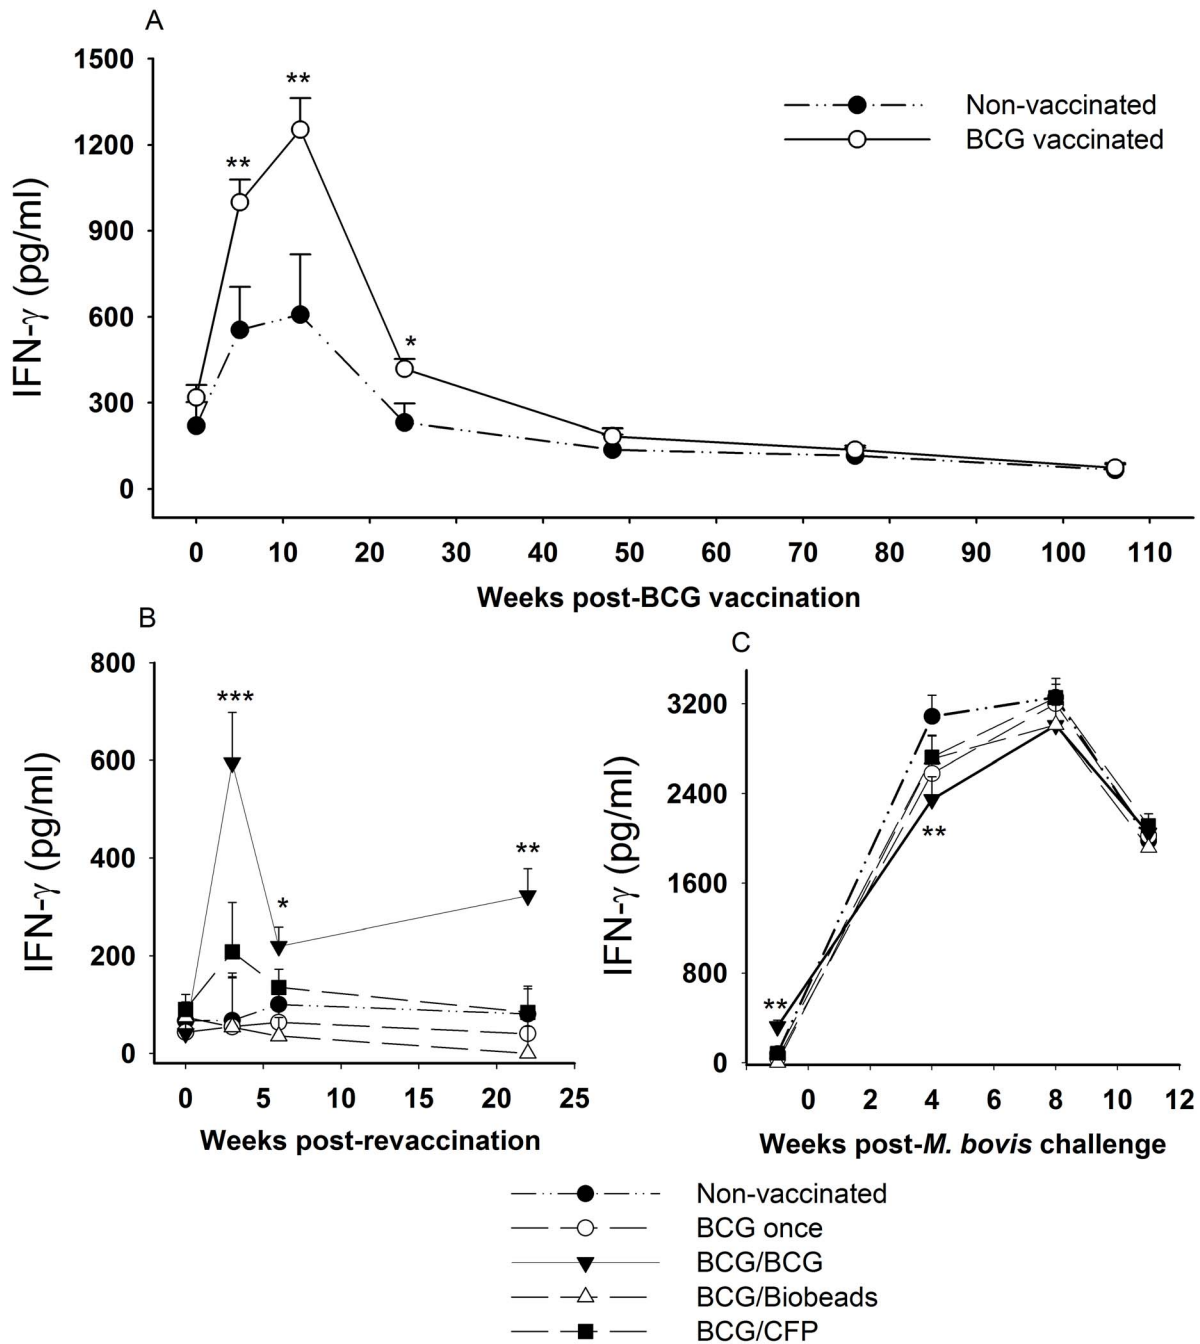 A
1500
1200
900
600
300
0
IFN-γ (pg/ml)
**
**
*
Non-vaccinated
BCG vaccinated
0 10 20 30 40 50 60 70 80 90 100 110
Weeks post-BCG vaccination
B
800
600
400
200
0
IFN-γ (pg/ml)
***
*
**
0 5 10 15 20 25
Weeks post-revaccination
C
3200
2400
1600
800
0
IFN-γ (pg/ml)
**
**
0 2 4 6 8 10 12
Weeks post-M. bovis challenge
Non-vaccinated
BCG once
BCG/BCG
BCG/Biobeads
BCG/CFP